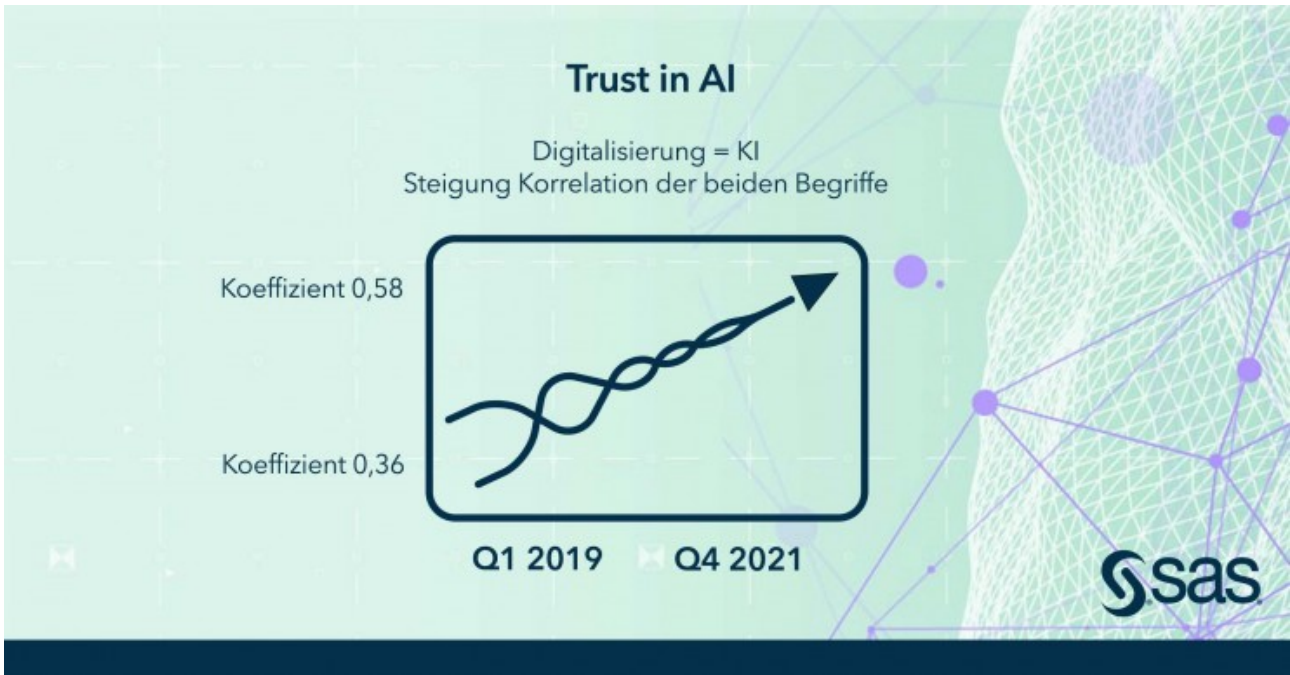 Trust in AI
Digitalisierung = KI
Steigung Korrelation der beiden Begriffe
Koeffizient 0,58
Koeffizient 0,36
Q1 2019 Q4 2021
sas